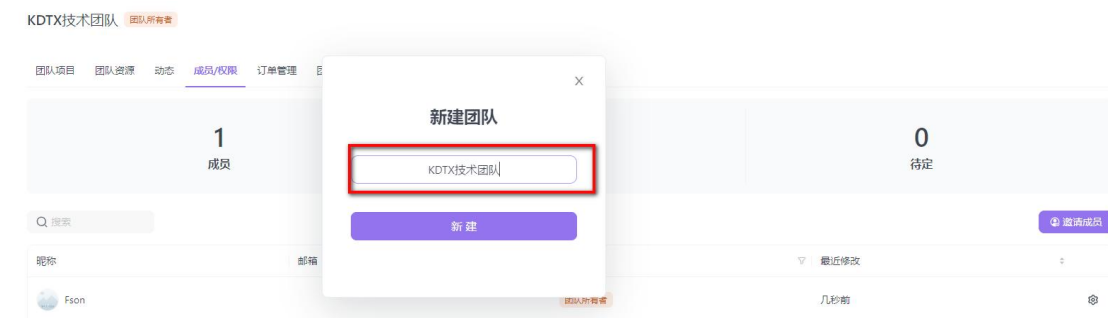 KDTX技术团队 团队所有者
团队项目 团队资源 动态 成员/权限 订单管理
新建团队
1
成员
0
待定
KDTX技术团队
新建
搜索
邀请成员
昵称 邮箱 最近修改
Fson 团队所有者 几秒前